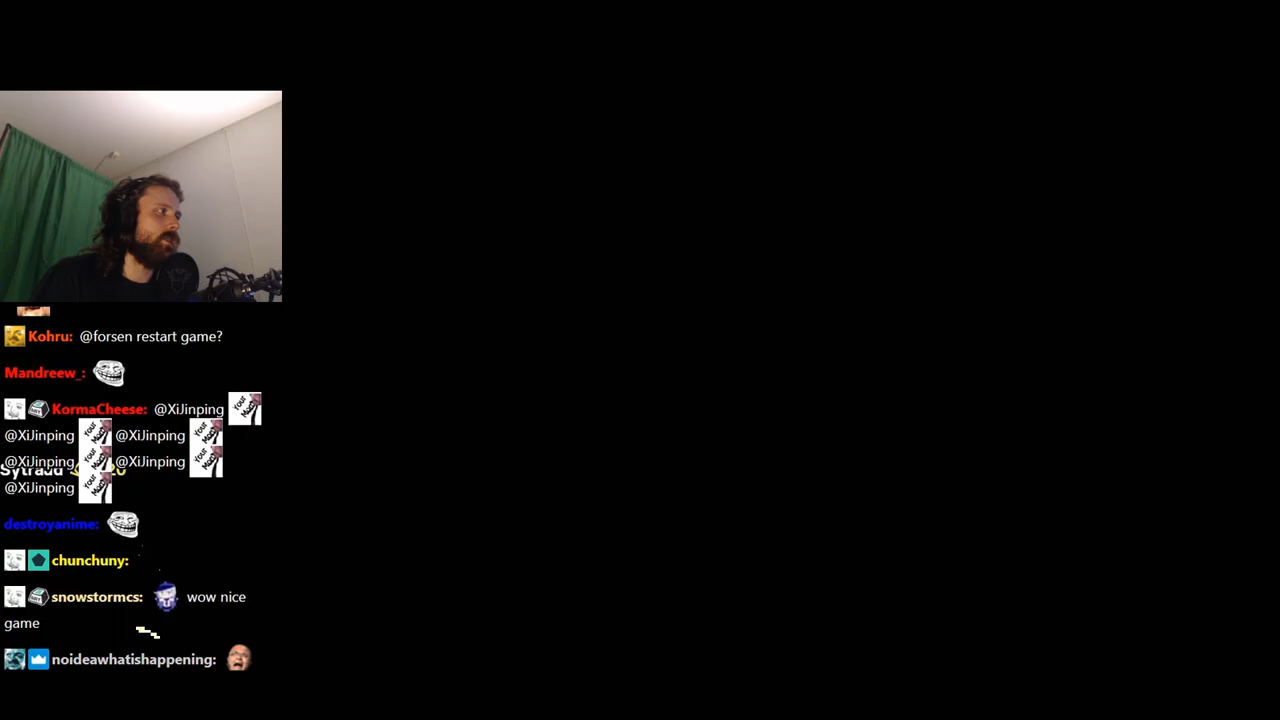 Kohru: @forsen restart game?
Mandreew_:
KormaCheese: @XiJinping
@XiJinping @XiJinping
@XiJinping @XiJinping
@XiJinping
destroyanime:
chunchuny:
snowstormcs: wow nice
game
noideawhatishappening: